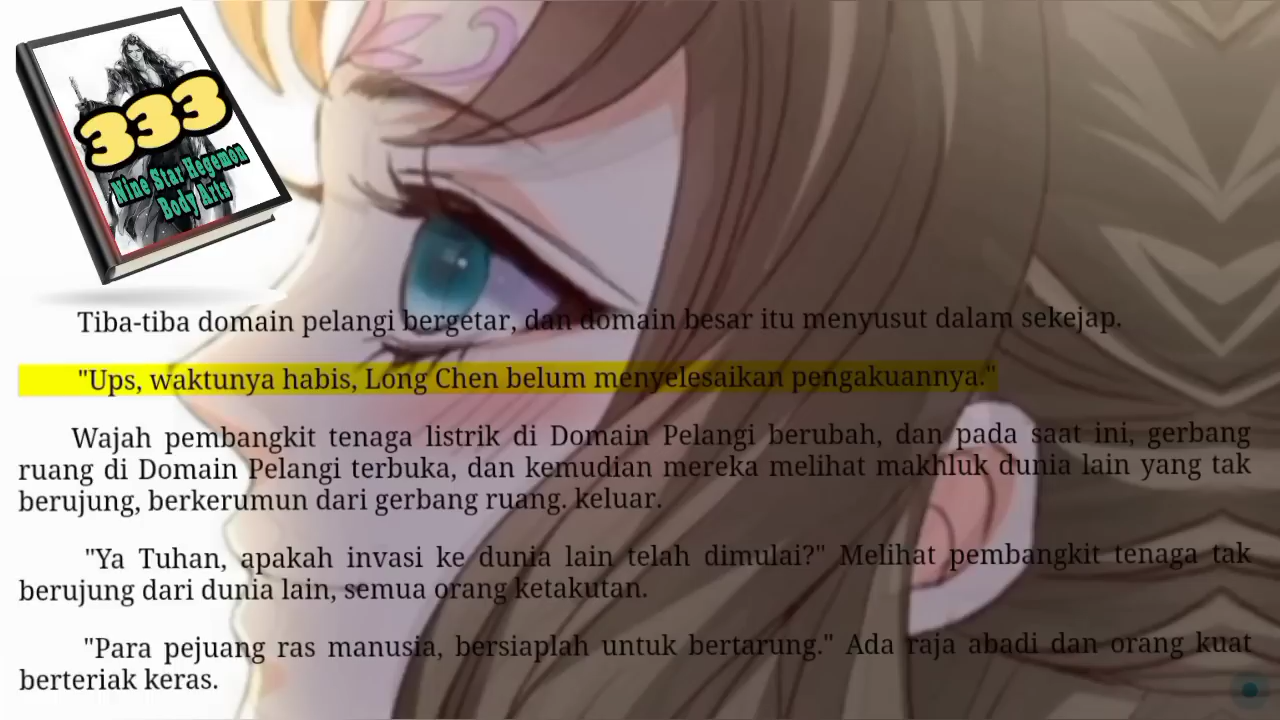 333
Nine Star Hegemon
Body Arts
Tiba-tiba domain pelangi bergetar, dan domain besar itu menyusut dalam sekejap.
"Ups, waktunya habis, Long Chen belum menyelesaikan pengakuannya."
Wajah pembangkit tenaga listrik di Domain Pelangi berubah, dan pada saat ini, gerbang
ruang di Domain Pelangi terbuka, dan kemudian mereka melihat makhluk dunia lain yang tak
berujung, berkerumun dari gerbang ruang. keluar.
"Ya Tuhan, apakah invasi ke dunia lain telah dimulai?" Melihat pembangkit tenaga tak
berujung dari dunia lain, semua orang ketakutan.
"Para pejuang ras manusia, bersiaplah untuk bertarung." Ada raja abadi dan orang kuat
berteriak keras.